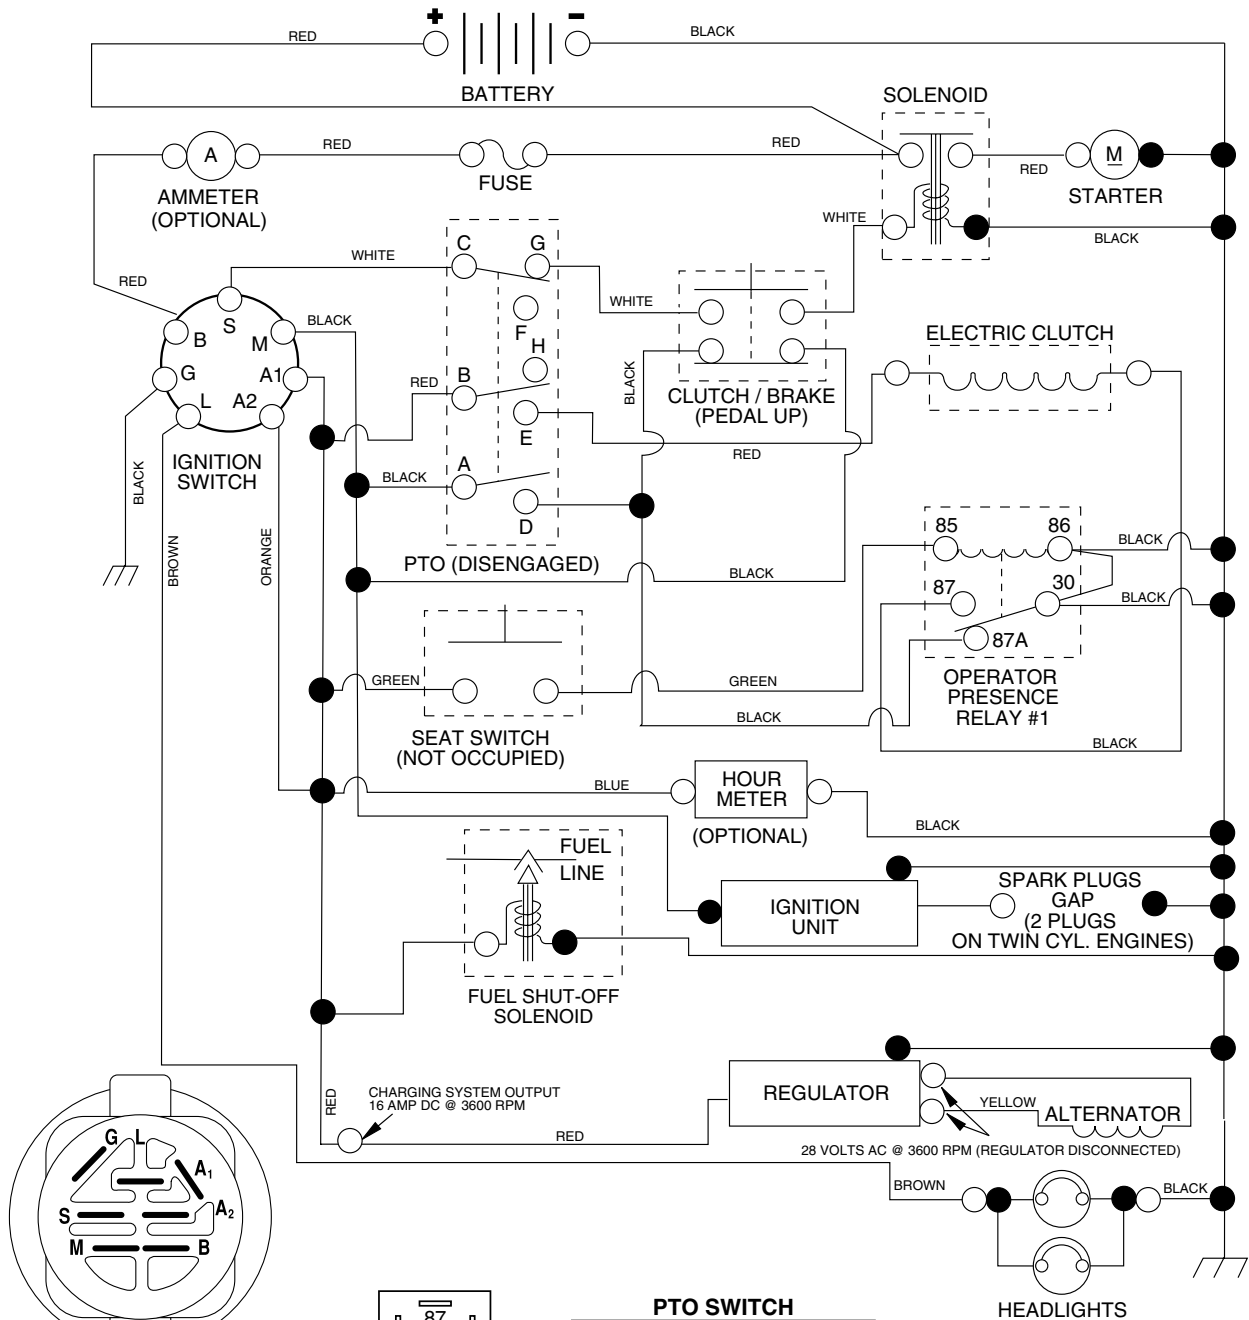 + -
RED
BLACK
BATTERY
SOLENOID
A
RED
RED
M
RED
AMMETER
(OPTIONAL)
FUSE
STARTER
WHITE
BLACK
C G
WHITE
RED
S
B
M
BLACK
F
WHITE
ELECTRIC CLUTCH
G
A1
H
L
A2
B
RED
BLACK
CLUTCH / BRAKE
(PEDAL UP)
E
RED
IGNITION
SWITCH
A
BLACK
BLACK
D
85 86
BLACK
BROWN
ORANGE
PTO (DISENGAGED)
BLACK
87
30
BLACK
87A
GREEN
GREEN
OPERATOR
PRESENCE
RELAY #1
BLACK
SEAT SWITCH
(NOT OCCUPIED)
BLACK
BLUE
HOUR
METER
(OPTIONAL)
BLACK
FUEL
LINE
IGNITION
UNIT
SPARK PLUGS
GAP
(2 PLUGS
ON TWIN CYL. ENGINES)
FUEL SHUT-OFF
SOLENOID
RED
CHARGING SYSTEM OUTPUT
16 AMP DC @ 3600 RPM
REGULATOR
YELLOW
ALTERNATOR
RED
28 VOLTS AC @ 3600 RPM (REGULATOR DISCONNECTED)
G L
A1
S
A2
M B
BROWN
BLACK
HEADLIGHTS
87
PTO SWITCH